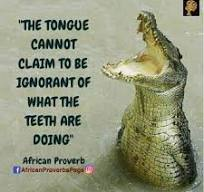 "THE TONGUE
CANNOT
CLAIM TO BE
IGNORANT OF
WHAT THE
TEETH ARE
DOING"
African Proverb
AfricanProverbsPage